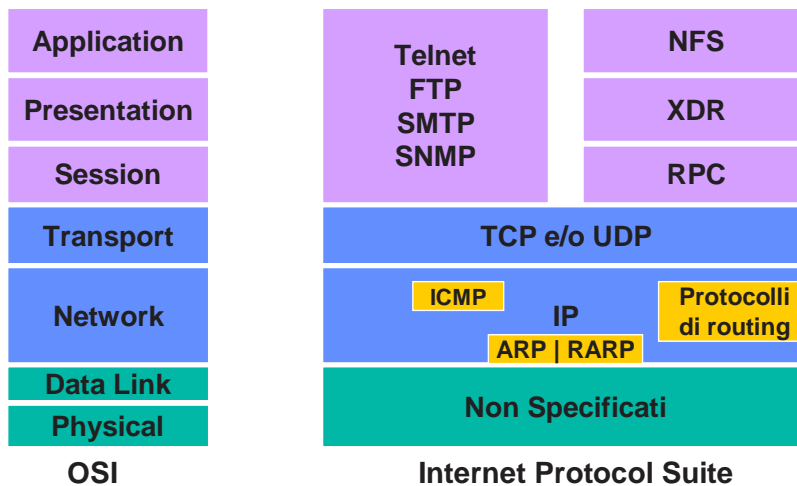 Application
Presentation
Session
Transport
Network
Data Link
Physical
OSI
Telnet
FTP
SMTP
SNMP
NFS
XDR
RPC
TCP e/o UDP
ICMP
IP
Protocolli
di routing
ARP | RARP
Non Specificati
Internet Protocol Suite